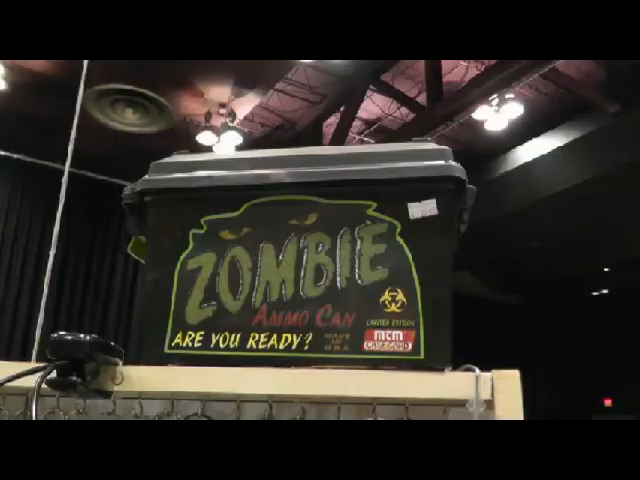 ZOMBIE
AMMO CAN
ARE YOU READY?
LIMITED EDITION
MTM
CASE-GARD